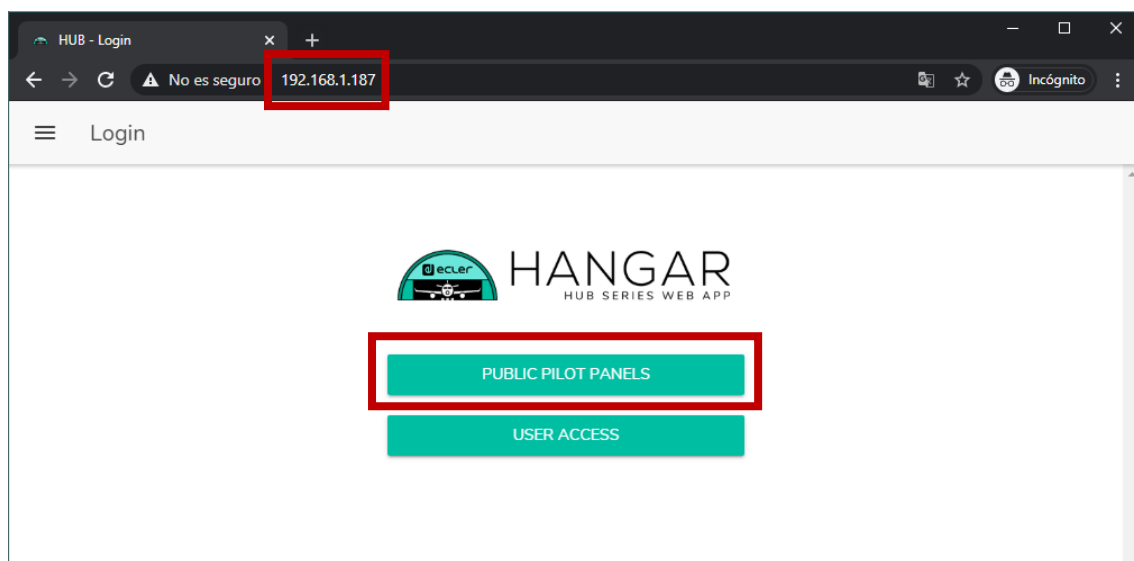 HUB - Login
No es seguro 192.168.1.187
Incógnito
Login
ecler
HANGAR
HUB SERIES WEB APP
PUBLIC PILOT PANELS
USER ACCESS